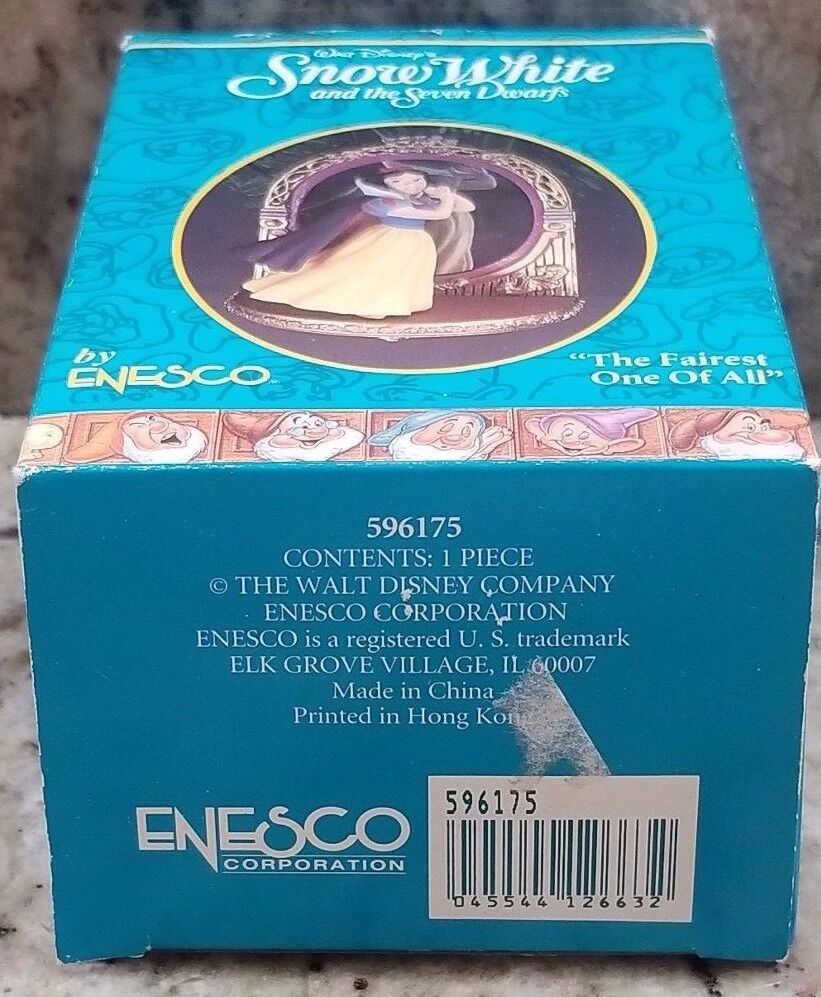 Walt Disney's
Snow White
and the Seven Dwarfs
by
ENESCO
"The Fairest
One Of All"
596175
CONTENTS: 1 PIECE
© THE WALT DISNEY COMPANY
ENESCO CORPORATION
ENESCO is a registered U. S. trademark
ELK GROVE VILLAGE, IL 60007
Made in China
Printed in Hong Kong
ENESCO
CORPORATION
596175
045544 126632